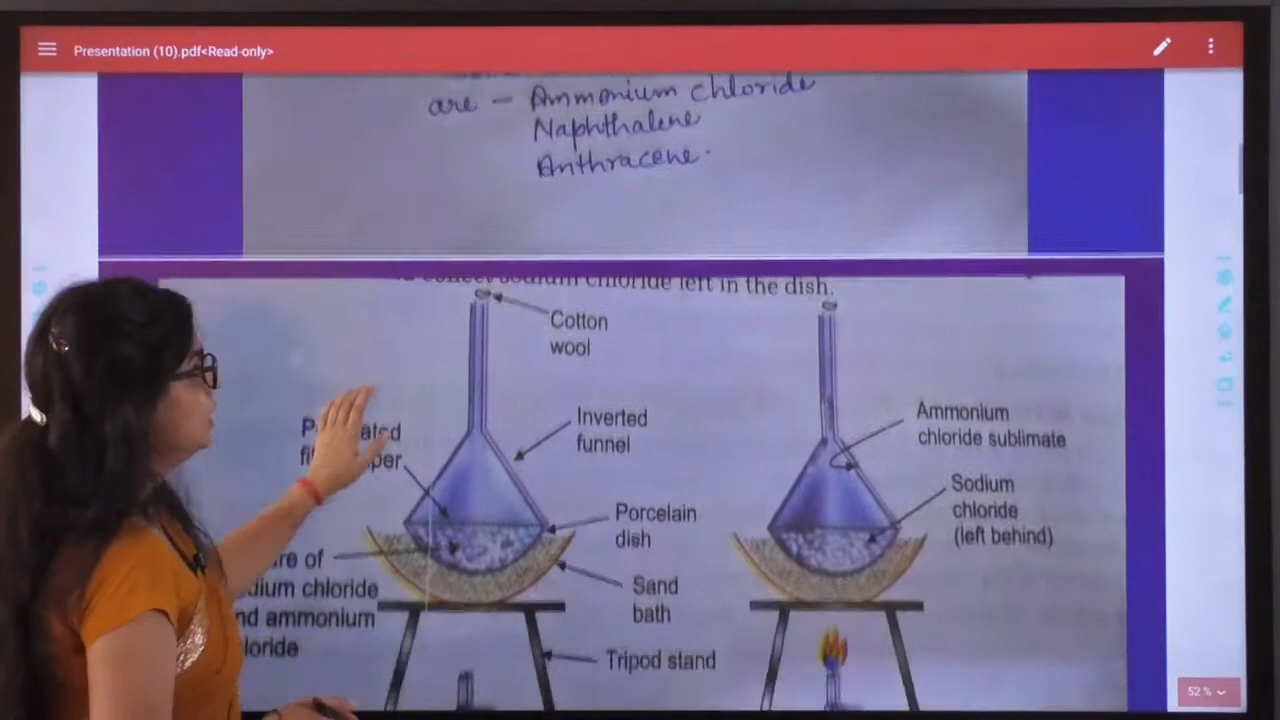 Presentation (10).pdf<Read-only>
are - Ammonium chloride
Naphthalene
Anthracene.
collect sodium chloride left in the dish.
Cotton
wool
Inverted
funnel
Porcelain
dish
Sand
bath
Tripod stand
dium chloride
nd ammonium
loride
Ammonium
chloride sublimate
Sodium
chloride
(left behind)
52 %